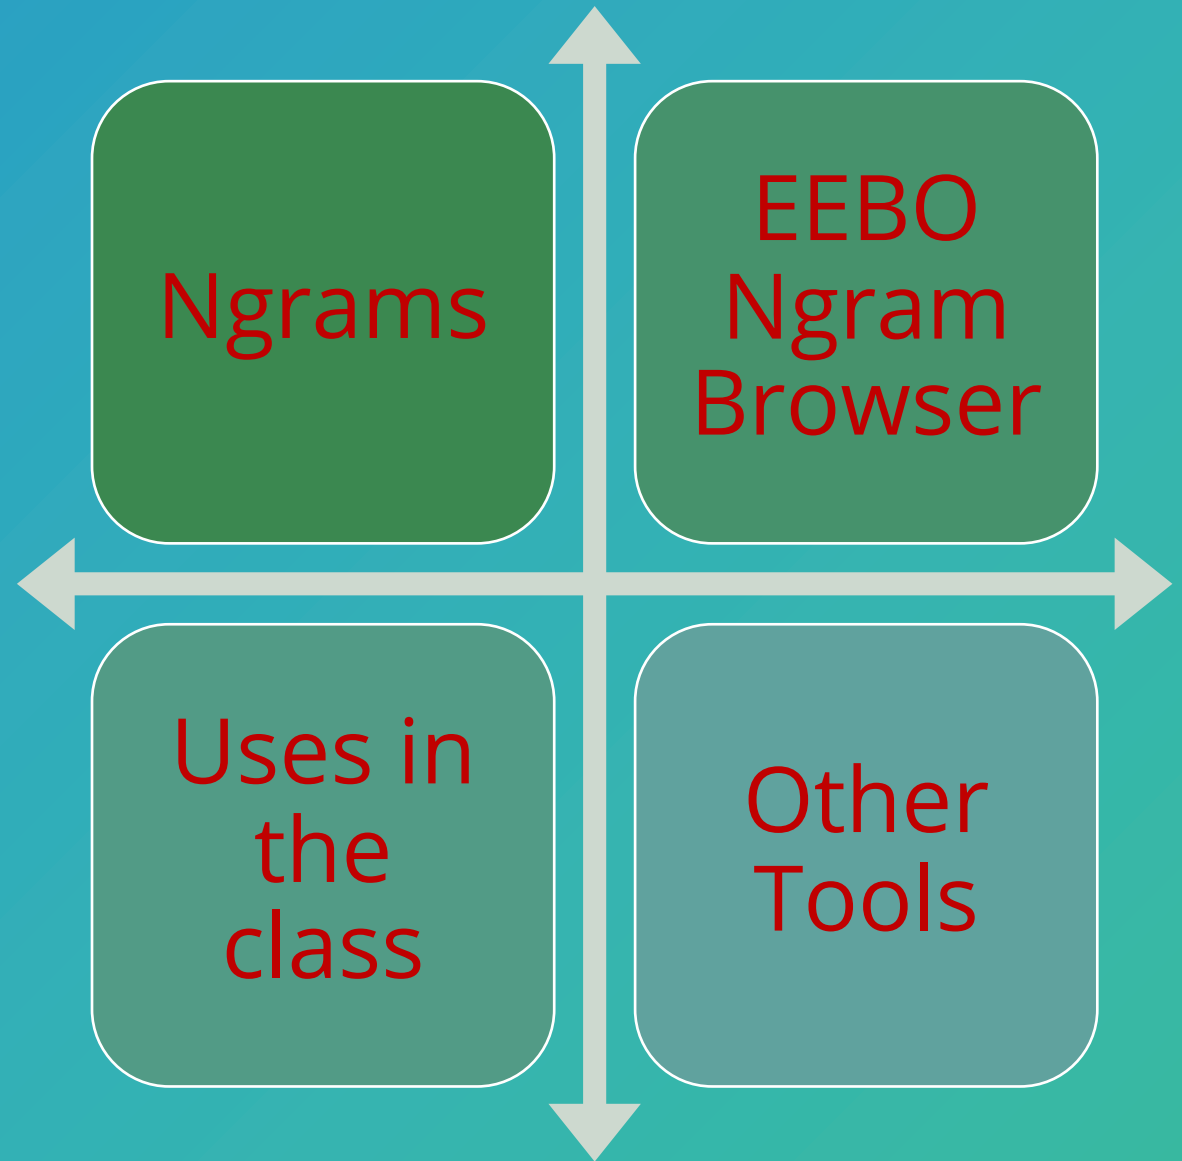 Ngrams
EEBO
Ngram
Browser
Uses in
the
class
Other
Tools